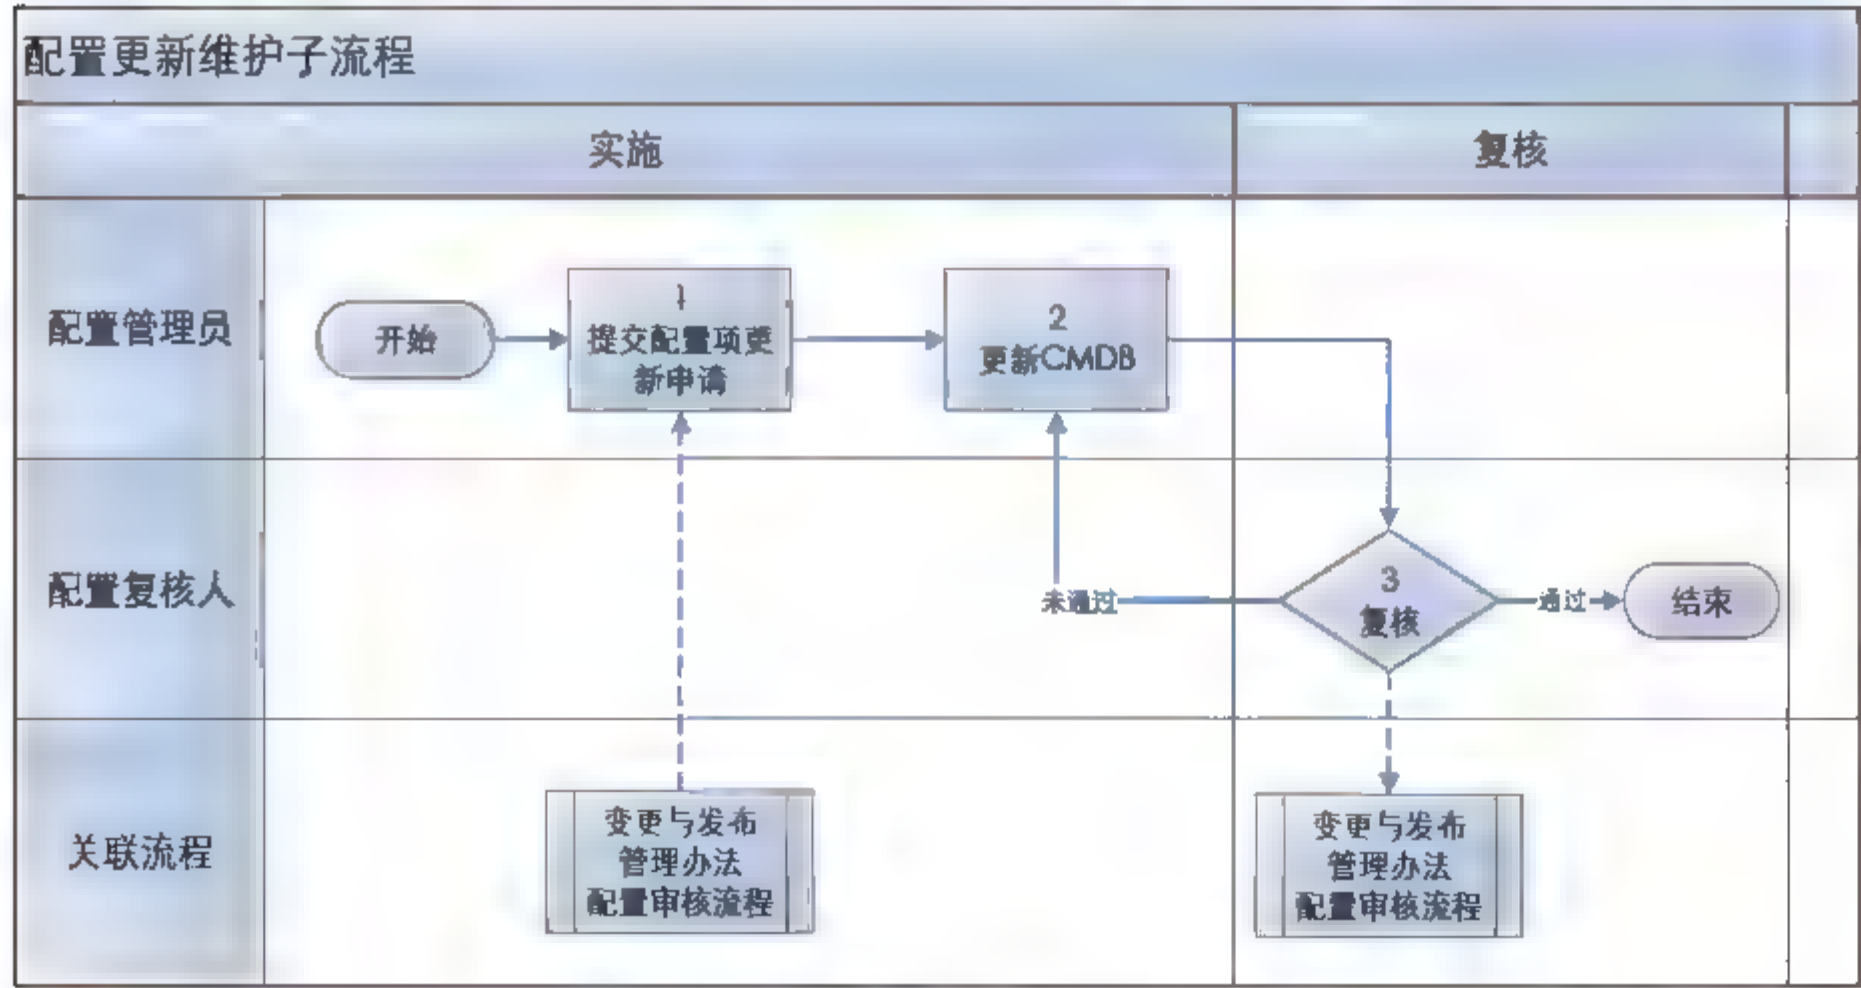 配置更新维护子流程
实施
复核
配置管理员
开始
1
提交配置项更
新申请
2
更新CMDB
配置复核人
未通过
3
复核
通过
结束
关联流程
变更与发布
管理办法
配置审核流程
变更与发布
管理办法
配置审核流程